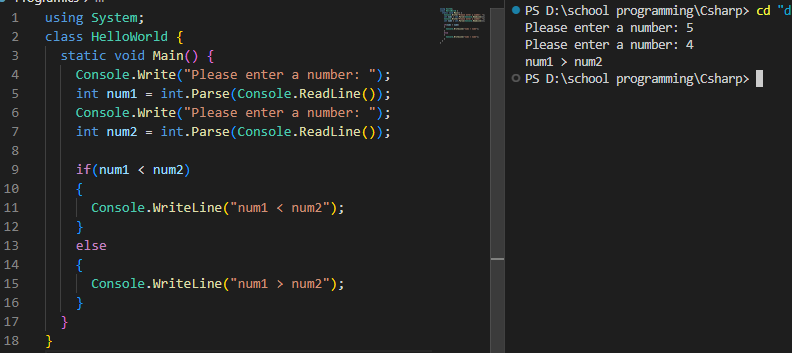 Programics > ...
1 using System;
2 class HelloWorld {
3 static void Main() {
4 Console.Write("Please enter a number: ");
5 int num1 = int.Parse(Console.ReadLine());
6 Console.Write("Please enter a number: ");
7 int num2 = int.Parse(Console.ReadLine());
8
9 if(num1 < num2)
10 {
11 Console.WriteLine("num1 < num2");
12 }
13 else
14 {
15 Console.WriteLine("num1 > num2");
16 }
17 }
18 }
PS D:\school programming\Csharp> cd "d
Please enter a number: 5
Please enter a number: 4
num1 > num2
PS D:\school programming\Csharp>